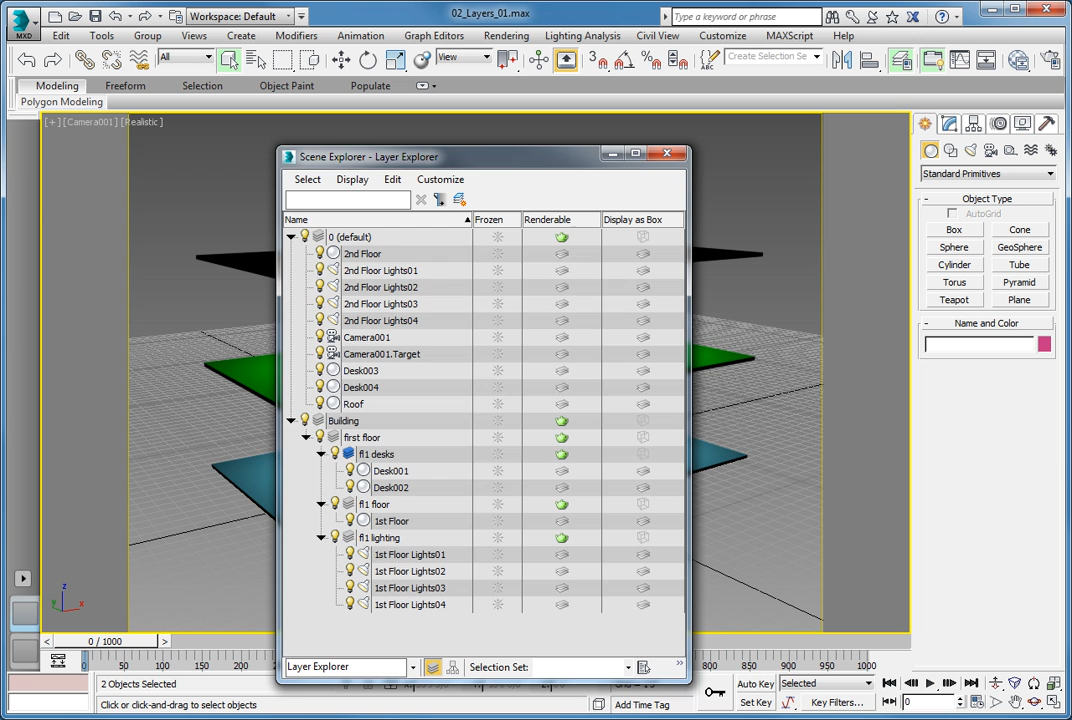 Workspace: Default
02_Layers_01.max
Type a keyword or phrase
MXD
Edit Tools Group Views Create Modifiers Animation Graph Editors Rendering Lighting Analysis Civil View Customize MAXScript Help
All View Create Selection Se
Modeling Freeform Selection Object Paint Populate
Polygon Modeling
[+] [Camera001] [Realistic]
Scene Explorer - Layer Explorer
Select Display Edit Customize
Name Frozen Renderable Display as Box
0 (default)
2nd Floor
2nd Floor Lights01
2nd Floor Lights02
2nd Floor Lights03
2nd Floor Lights04
Camera001
Camera001.Target
Desk003
Desk004
Roof
Building
first floor
fl1 desks
Desk001
Desk002
fl1 floor
1st Floor
fl1 lighting
1st Floor Lights01
1st Floor Lights02
1st Floor Lights03
1st Floor Lights04
Layer Explorer Selection Set:
Standard Primitives
- Object Type
AutoGrid
Box Cone
Sphere GeoSphere
Cylinder Tube
Torus Pyramid
Teapot Plane
- Name and Color
z
x
< 0 / 1000 >
0 50 100 150 200 250 800 850 900 950 1000
700 750
2 Objects Selected
Click or click-and-drag to select objects
Add Time Tag
Auto Key Selected
Set Key Key Filters... 0